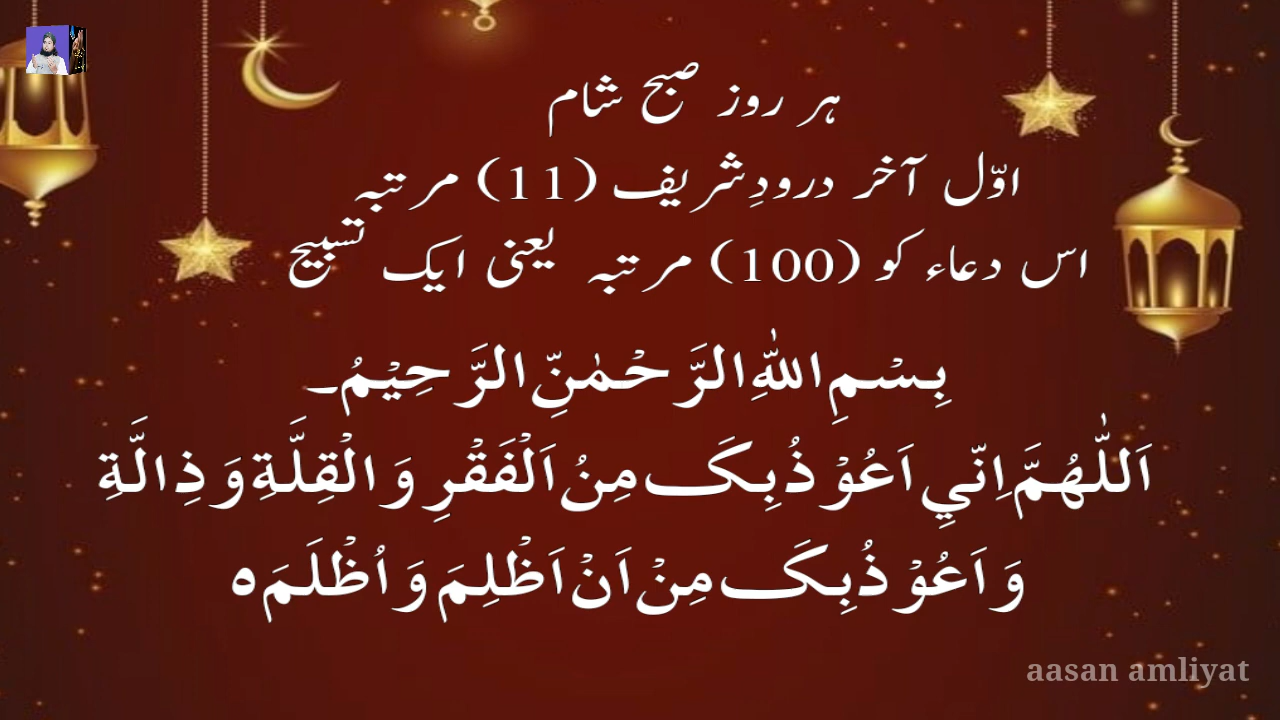 ہر روز صبح شام
اوّل آخر درودِشریف (11) مرتبہ
اس دعاء کو (100) مرتبہ یعنی ایک تسبیح
بِسْمِ اللّٰهِ الرَّحْمٰنِّ الرَّحِيْمُ۔
اَللّٰهُمَّ اِنّيِ اَعُوْذُبِکَ مِنُ اَلْفَقْرِ وَالْقِلَّةِ وَذِالَّةِ
وَاَعُوْذُبِکَ مِنْ اَنْ اَظْلِمَ وَاُظْلَمَ ہ
aasan amliyat